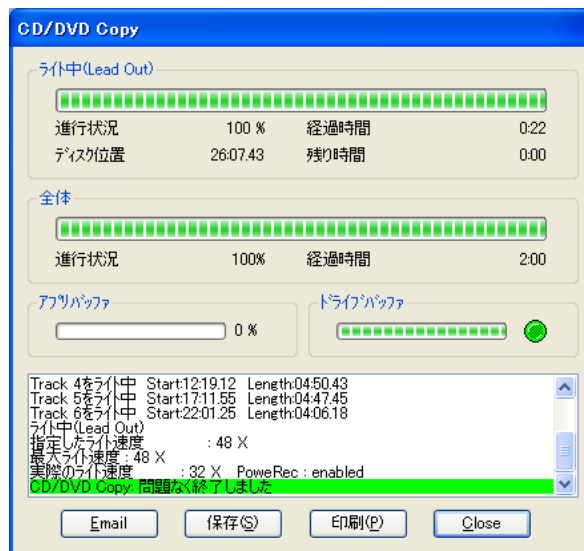 CD/DVD Copy
ライト中(Lead Out)
進行状況 100 % 経過時間 0:22
ディスク位置 26:07.43 残り時間 0:00
全体
進行状況 100% 経過時間 2:00
アプリバッファ ドライブバッファ
0 %
Track 4をライト中 Start:12:19.12 Length:04:50.43
Track 5をライト中 Start:17:11.55 Length:04:47.45
Track 6をライト中 Start:22:01.25 Length:04:06.18
ライト中(Lead Out)
指定したライト速度 : 48 X
最大ライト速度 : 48 X
実際のライト速度 : 32 X PoweRec : enabled
CD/DVD Copy: 問題なく終了しました
Email 保存(S) 印刷(P) Close